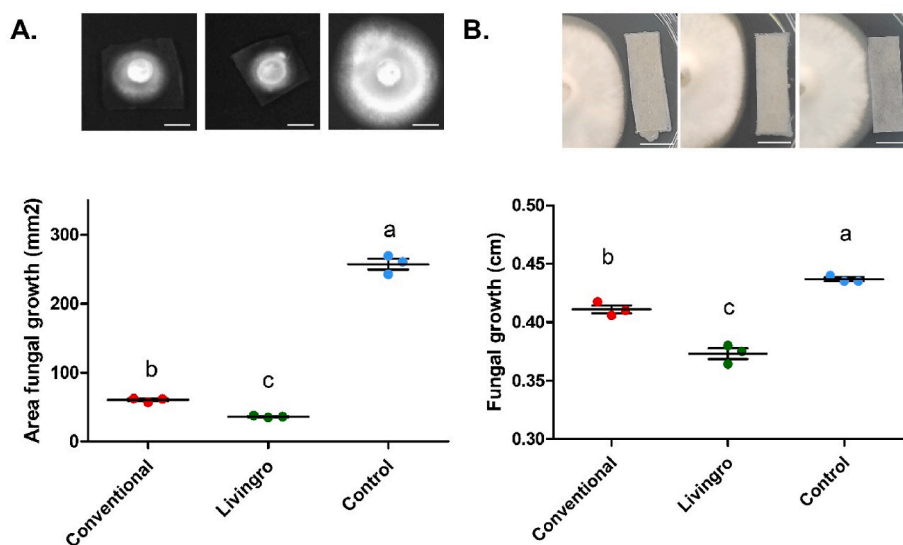 A.
B.
Area fungal growth (mm2)
300
200
100
0
b
c
a
Conventional
Livingro
Control
Fungal growth (cm)
0.50
0.45
0.40
0.35
0.30
b
c
a
Conventional
Livingro
Control